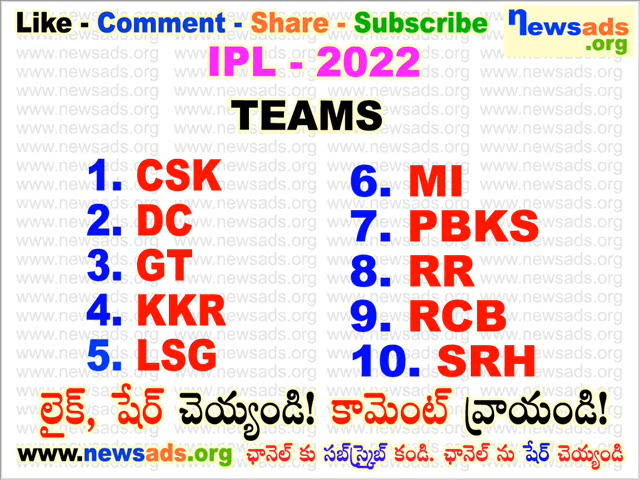 Like - Comment - Share - Subscribe
newsads
.org
IPL - 2022
TEAMS
1. CSK
2. DC
3. GT
4. KKR
5. LSG
6. MI
7. PBKS
8. RR
9. RCB
10. SRH
లైక్, షేర్ చెయ్యండి! కామెంట్ వ్రాయండి!
www.newsads.org ఛానెల్ కు సబ్‌స్క్రైబ్ కండి. ఛానెల్ ను షేర్ చెయ్యండి